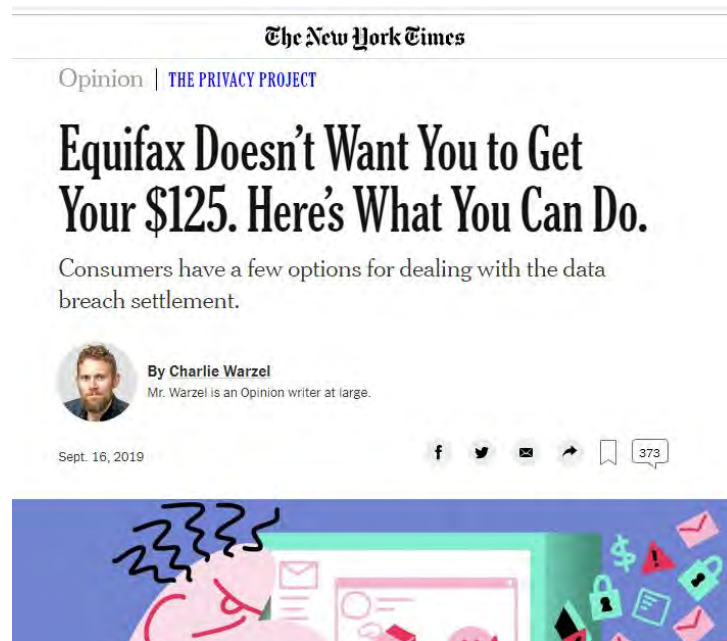 The New York Times
Opinion | THE PRIVACY PROJECT
Equifax Doesn't Want You to Get
Your $125. Here's What You Can Do.
Consumers have a few options for dealing with the data
breach settlement.
By Charlie Warzel
Mr. Warzel is an Opinion writer at large.
Sept. 16, 2019
373
$